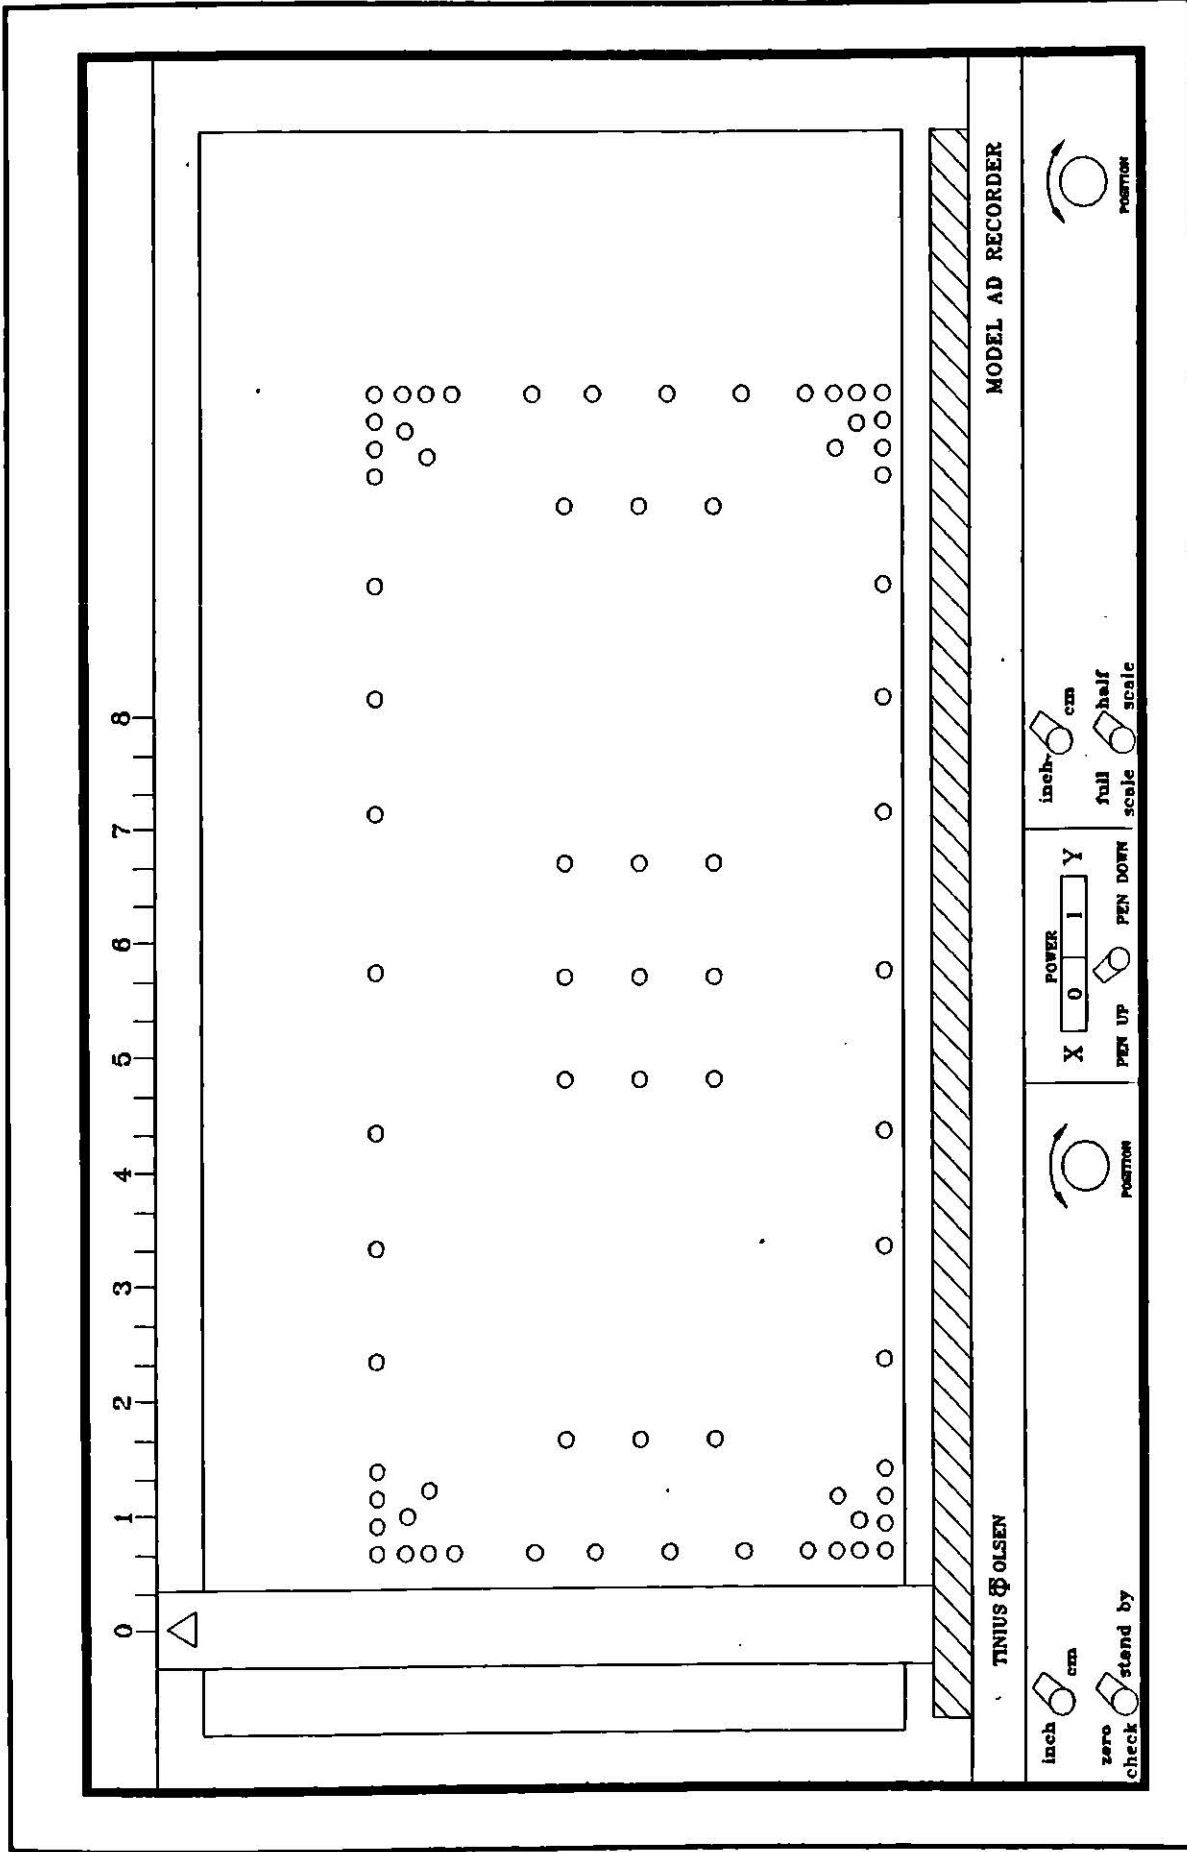 0 1 2 3 4 5 6 7 8
TINIUS OLSEN MODEL AD RECORDER
inch cm
zero stand by
check
POSITION
POWER
X 0 1 Y
PEN UP PEN DOWN
inch cm
full half
scale scale
POSITION